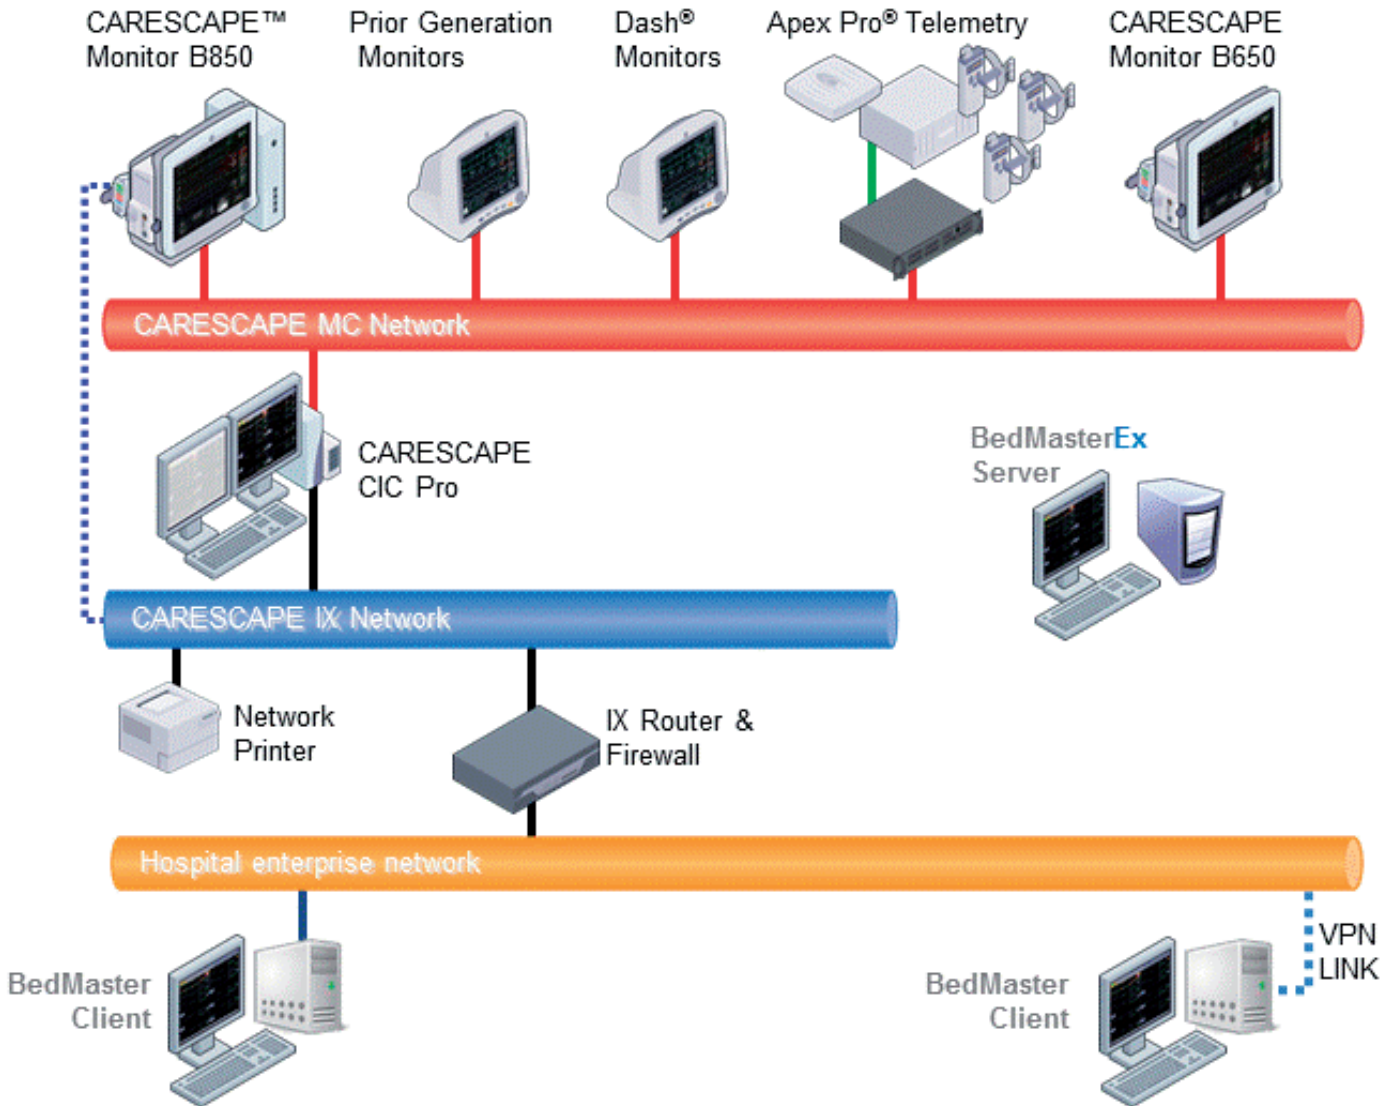 CARESCAPE™
Monitor B850
Prior Generation
Monitors
Dash®
Monitors
Apex Pro® Telemetry
CARESCAPE
Monitor B650
CARESCAPE MC Network
CARESCAPE
CIC Pro
BedMasterEx
Server
CARESCAPE IX Network
Network
Printer
IX Router &
Firewall
Hospital enterprise network
BedMaster
Client
BedMaster
Client
VPN
LINK